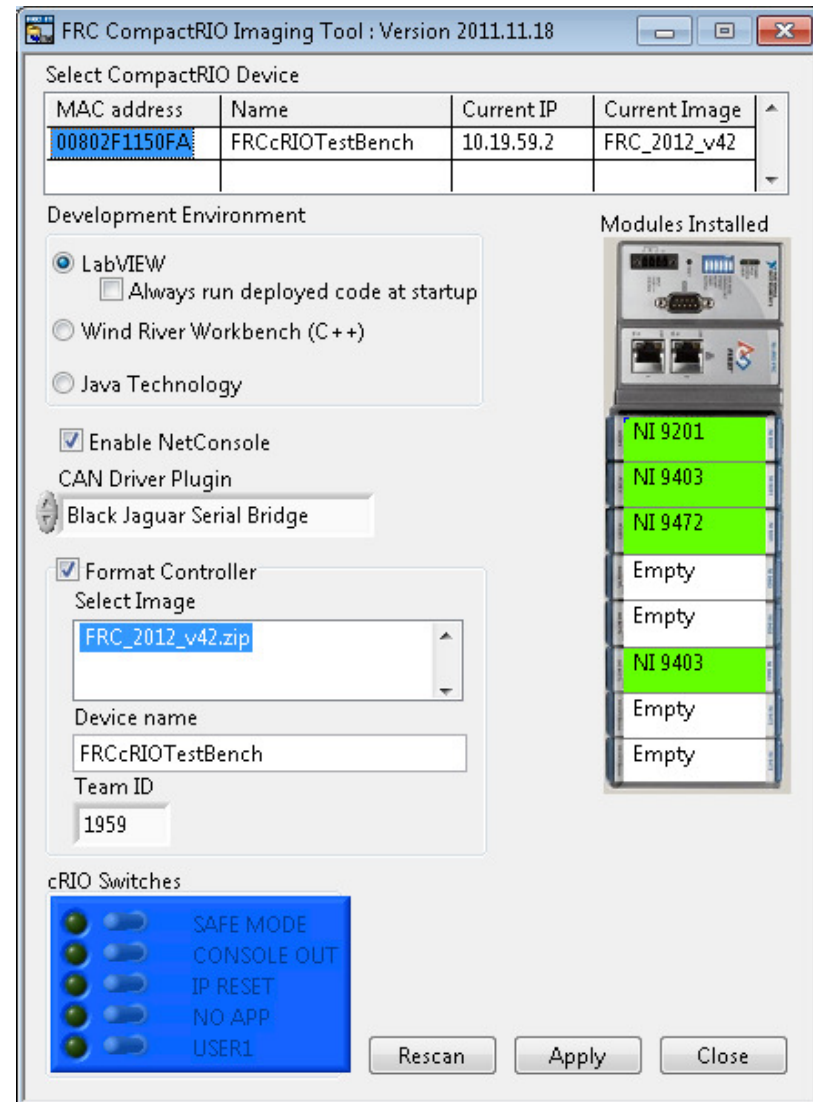 FRC CompactRIO Imaging Tool : Version 2011.11.18
Select CompactRIO Device
MAC address Name Current IP Current Image
00802F1150FA FRCcRIOTestBench 10.19.59.2 FRC_2012_v42
Development Environment
LabVIEW
Always run deployed code at startup
Wind River Workbench (C++)
Java Technology
Enable NetConsole
CAN Driver Plugin
Black Jaguar Serial Bridge
Format Controller
Select Image
FRC_2012_v42.zip
Device name
FRCcRIOTestBench
Team ID
1959
Modules Installed
NI 9201
NI 9403
NI 9472
Empty
Empty
NI 9403
Empty
Empty
cRIO Switches
SAFE MODE
CONSOLE OUT
IP RESET
NO APP
USER1
Rescan Apply Close